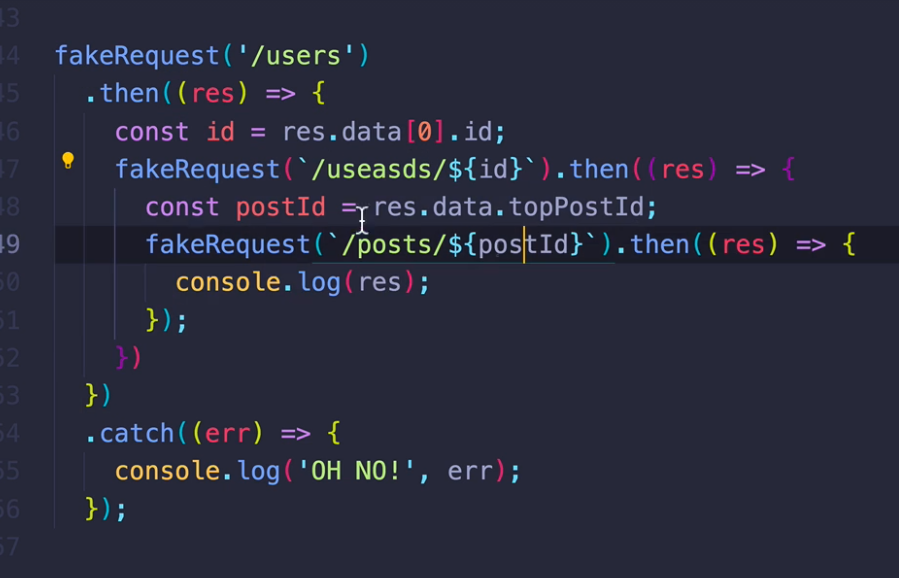 43
44 fakeRequest('/users')
45 .then((res) => {
46 const id = res.data[0].id;
47 fakeRequest(`/useasds/${id}`).then((res) => {
48 const postId = res.data.topPostId;
49 fakeRequest(`/posts/${postId}`).then((res) => {
50 console.log(res);
51 });
52 })
53 })
54 .catch((err) => {
55 console.log('OH NO!', err);
56 });
57